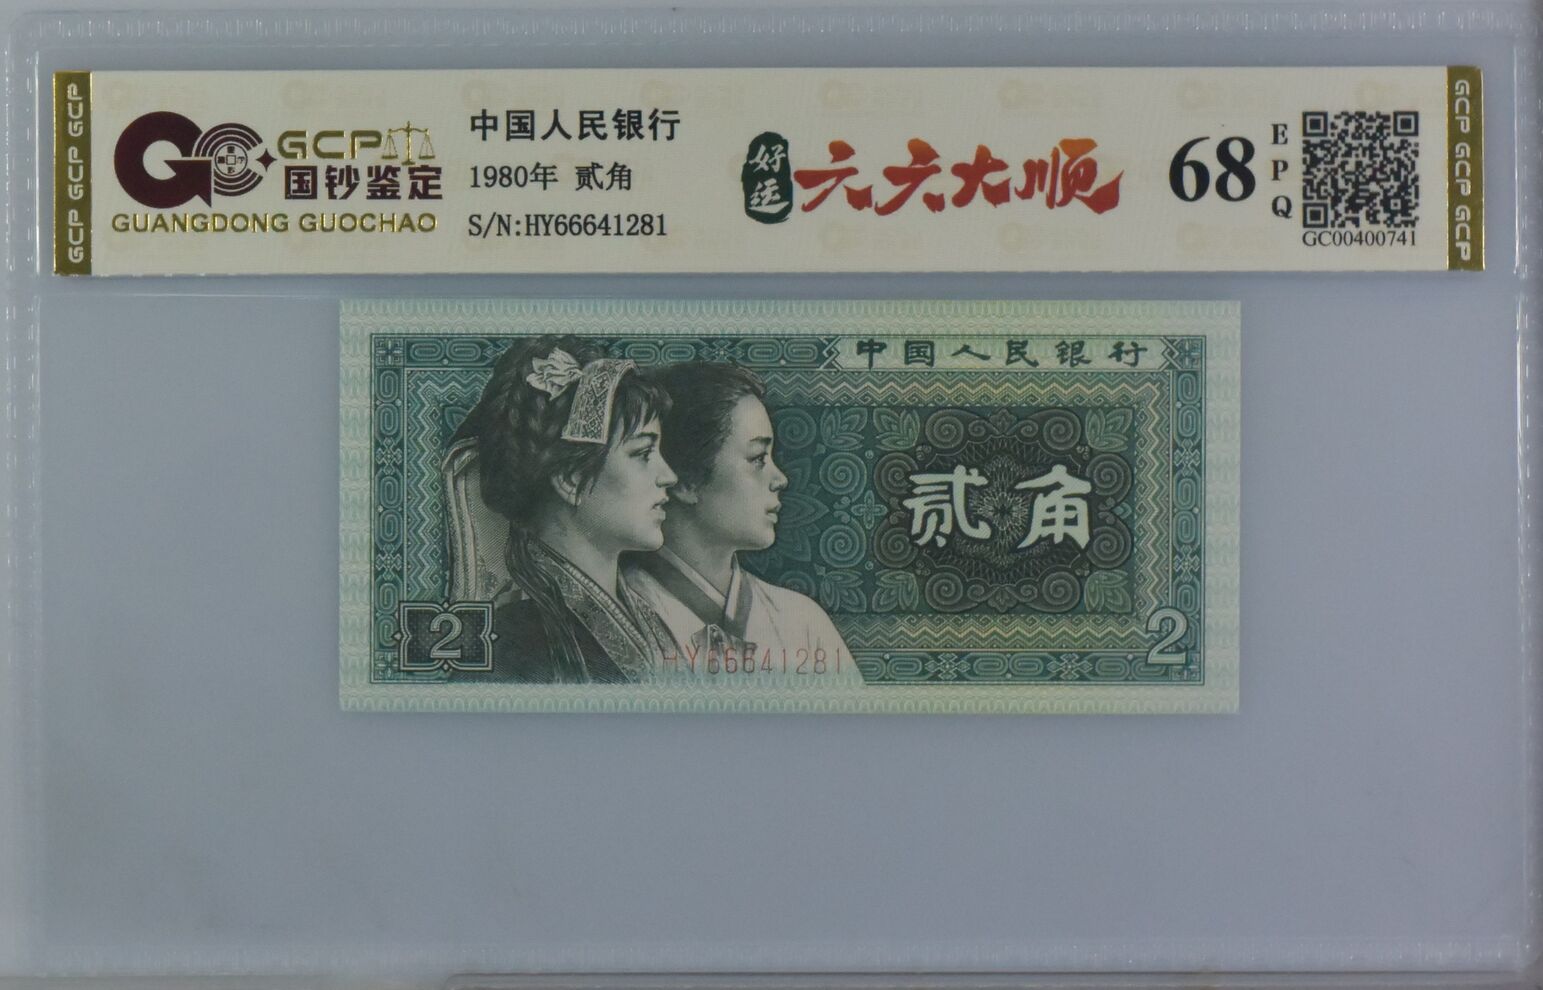 GCP GCP GCP
GCP
国钞鉴定
GUANGDONG GUOCHAO
中国人民银行
1980年 贰角
S/N:HY66641281
好运
六六大顺
68
EPQ
GC00400741
GCP GCP GCP
中国人民银行
贰角
2
HY66641281
2